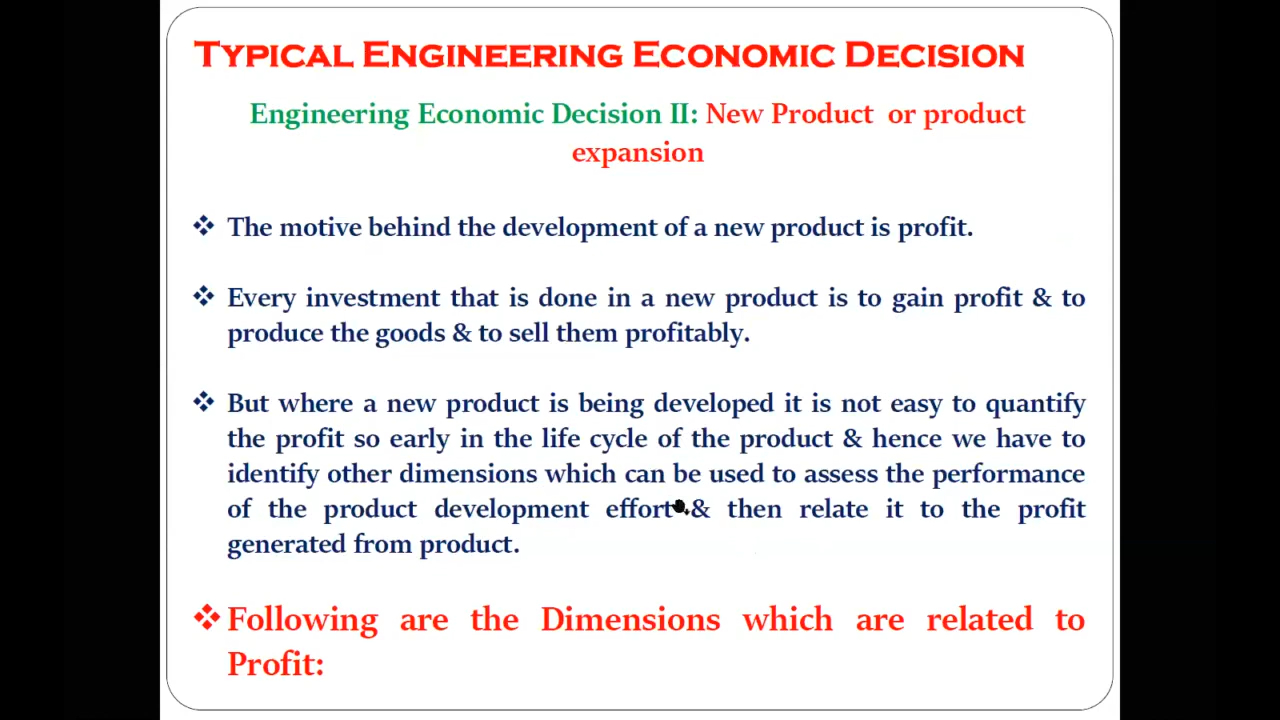 TYPICAL ENGINEERING ECONOMIC DECISION
Engineering Economic Decision II: New Product or product
expansion
❖ The motive behind the development of a new product is profit.
❖ Every investment that is done in a new product is to gain profit & to
produce the goods & to sell them profitably.
❖ But where a new product is being developed it is not easy to quantify
the profit so early in the life cycle of the product & hence we have to
identify other dimensions which can be used to assess the performance
of the product development effort & then relate it to the profit
generated from product.
❖ Following are the Dimensions which are related to
Profit: